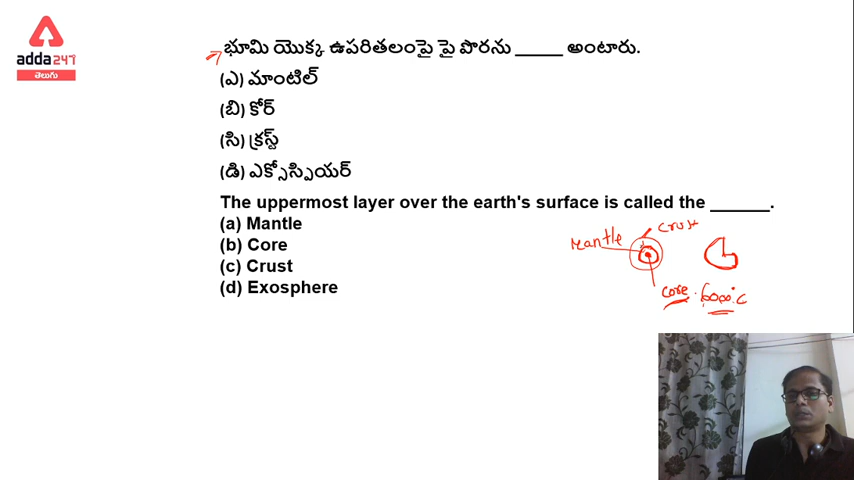 adda247
తెలుగు
భూమి యొక్క ఉపరితలంపై పై పొరను _____ అంటారు.
(ఎ) మాంటిల్
(బి) కోర్
(సి) క్రస్ట్
(డి) ఎక్సోస్పియర్
The uppermost layer over the earth's surface is called the ______.
(a) Mantle
(b) Core
(c) Crust
(d) Exosphere
crust
Mantle
core. 6000°C